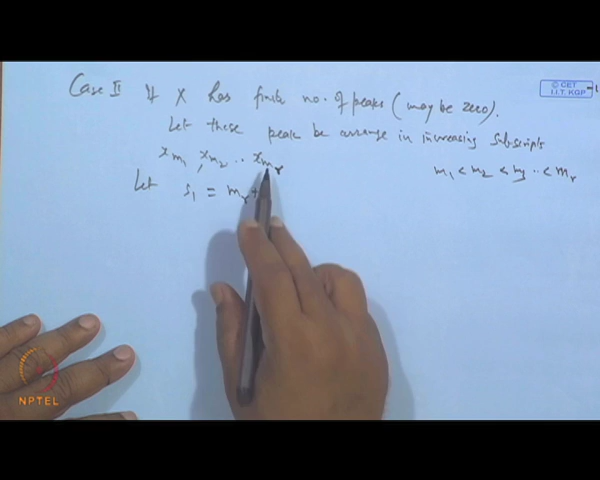 Case II If X has finite no. of peaks (may be zero).
Let these peak be arrange in increasing Subscripts
x_{m_1}, x_{m_2} .. x_{m_r} m_1 < m_2 < m_3 .. < m_r
Let s_1 = m_r +
© CET
I.I.T. KGP
NPTEL